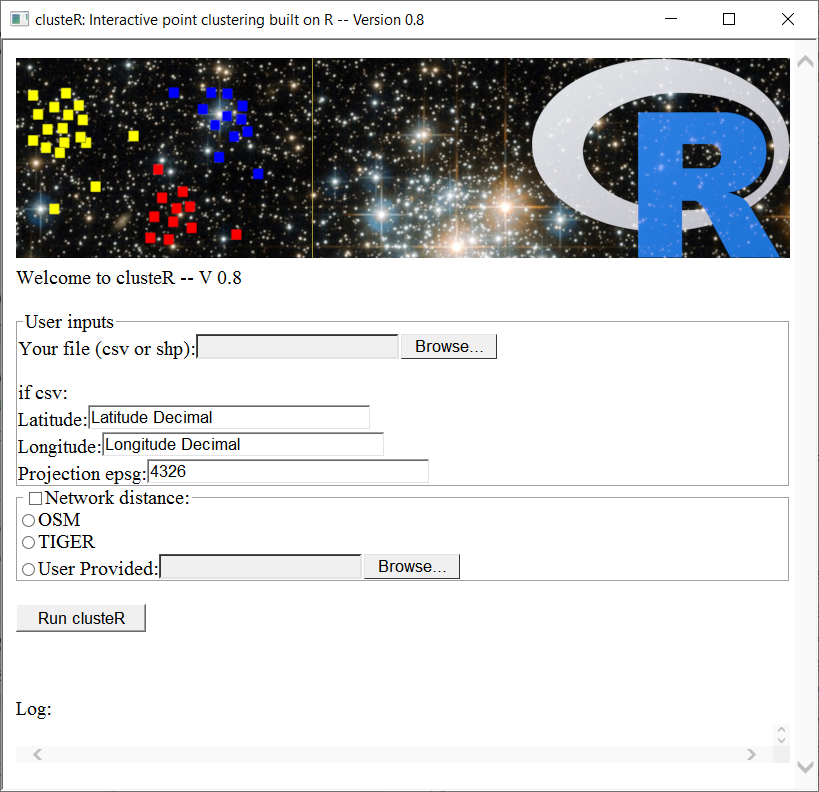 clusteR: Interactive point clustering built on R -- Version 0.8
R
Welcome to clusteR -- V 0.8
User inputs
Your file (csv or shp): Browse...
if csv:
Latitude: Latitude Decimal
Longitude: Longitude Decimal
Projection epsg: 4326
Network distance:
OSM
TIGER
User Provided: Browse...
Run clusteR
Log: